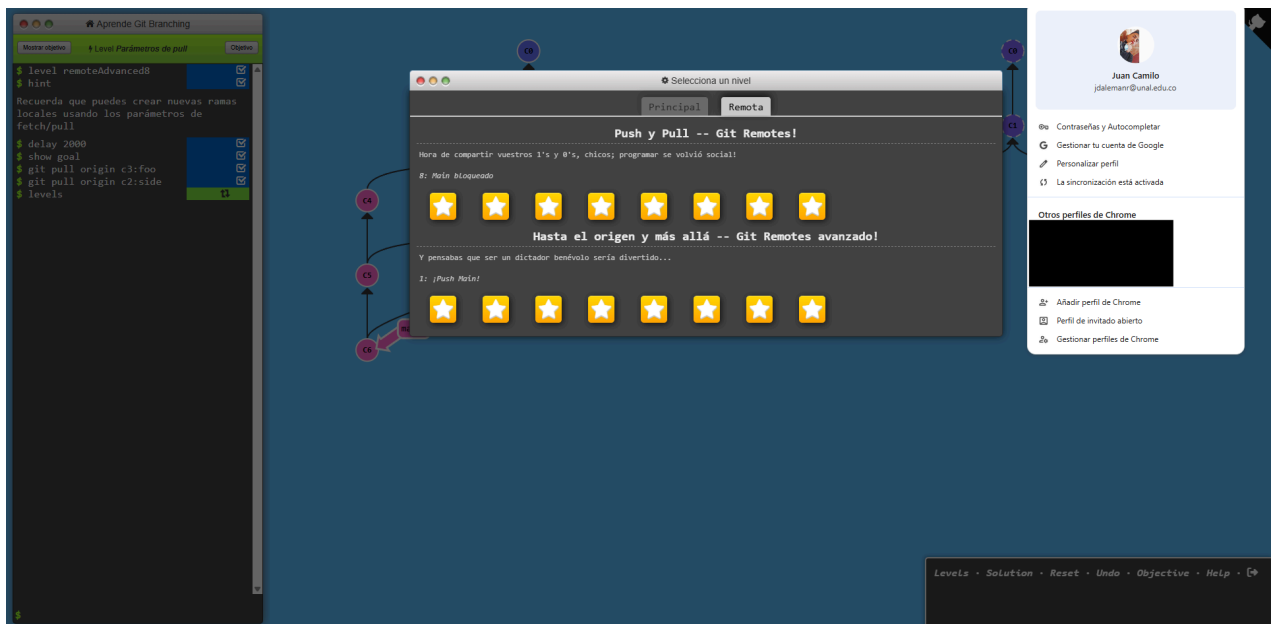 Aprende Git Branching
Mostrar objetivo
Level Parámetros de pull
Objetivo
$ level remoteAdvanced8
$ hint
Recuerda que puedes crear nuevas ramas
locales usando los parámetros de
fetch/pull
$ delay 2000
$ show goal
$ git pull origin c3:foo
$ git pull origin c2:side
$ levels
$
C0
C4
C5
C6
Selecciona un nivel
Principal
Remota
Push y Pull -- Git Remotes!
Hora de compartir vuestros 1's y 0's, chicos; programar se volvió social!
8: Main bloqueado
Hasta el origen y más allá -- Git Remotes avanzado!
Y pensabas que ser un dictador benévolo sería divertido...
1: ¡Push Main!
C0
C1
Juan Camilo
jdalemanr@unal.edu.co
Contraseñas y Autocompletar
Gestionar tu cuenta de Google
Personalizar perfil
La sincronización está activada
Otros perfiles de Chrome
Añadir perfil de Chrome
Perfil de invitado abierto
Gestionar perfiles de Chrome
Levels · Solution · Reset · Undo · Objective · Help ·